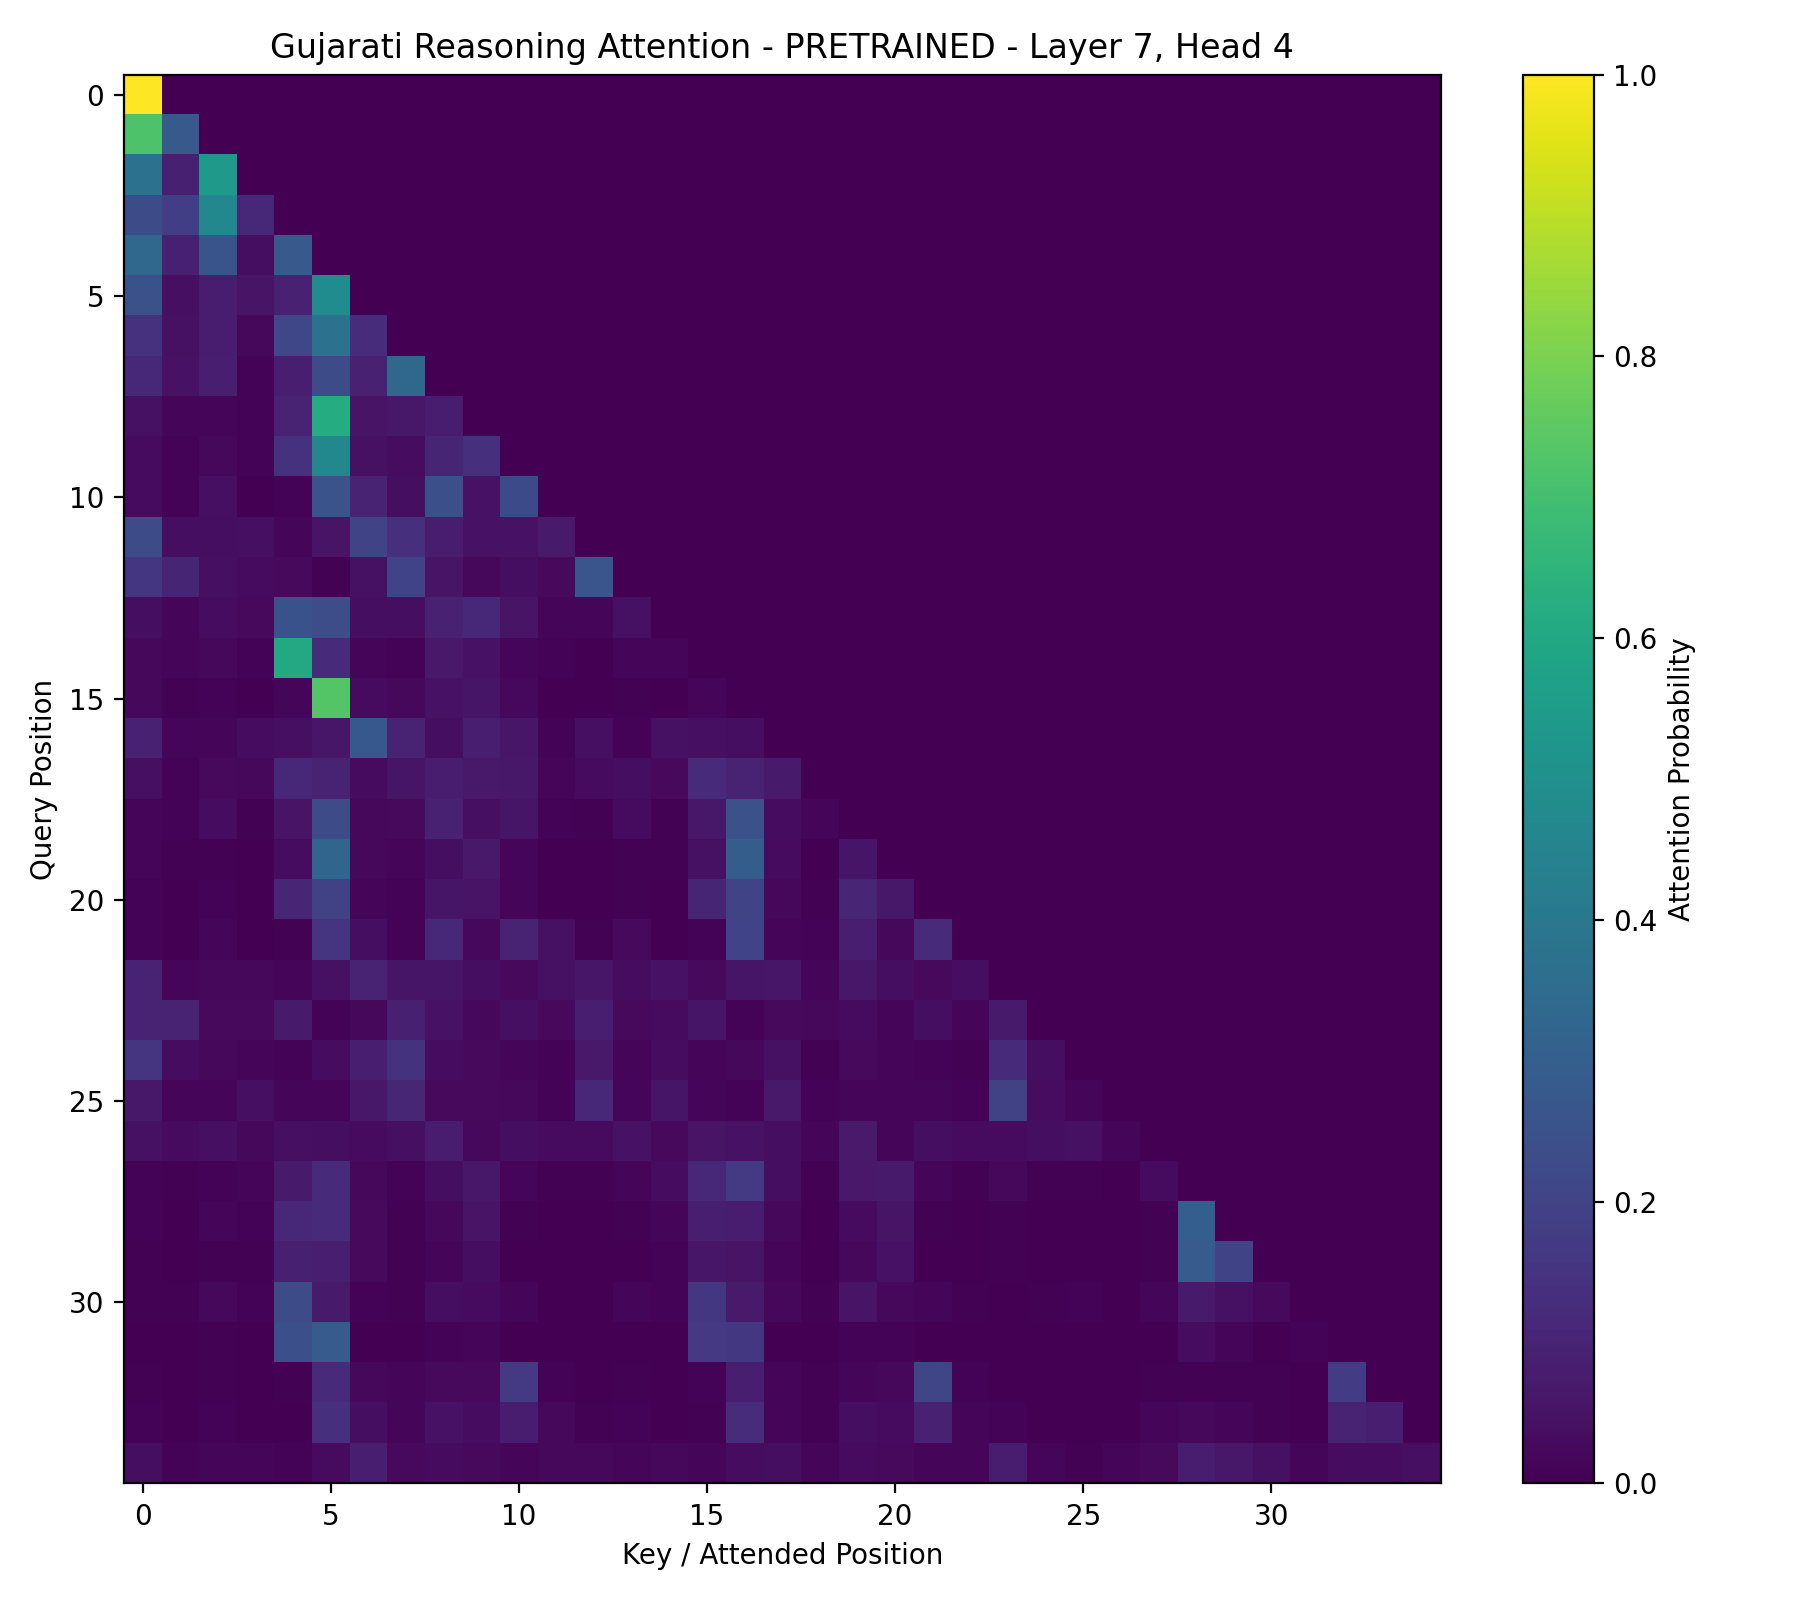 Gujarati Reasoning Attention - PRETRAINED - Layer 7, Head 4
Query Position
0
5
10
15
20
25
30
0 5 10 15 20 25 30
Key / Attended Position
1.0
0.8
0.6
0.4
0.2
0.0
Attention Probability